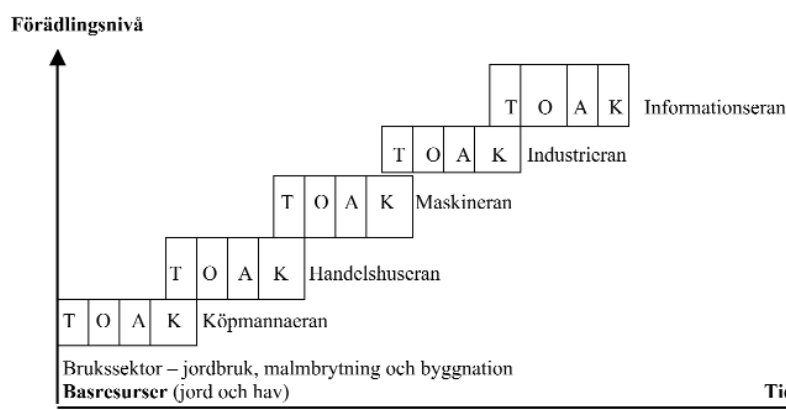 Förädlingsnivå
T O A K Informationseran
T O A K Industrieran
T O A K Maskineran
T O A K Handelshuseran
T O A K Köpmannaeran
Brukssektor – jordbruk, malmbrytning och byggnation
Basresurser (jord och hav)